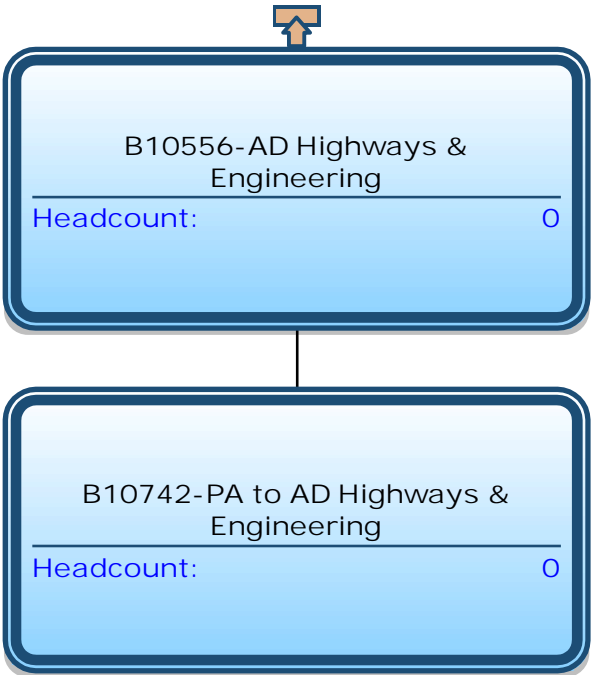 B10556-AD Highways &
Engineering
Headcount: 0
B10742-PA to AD Highways &
Engineering
Headcount: 0